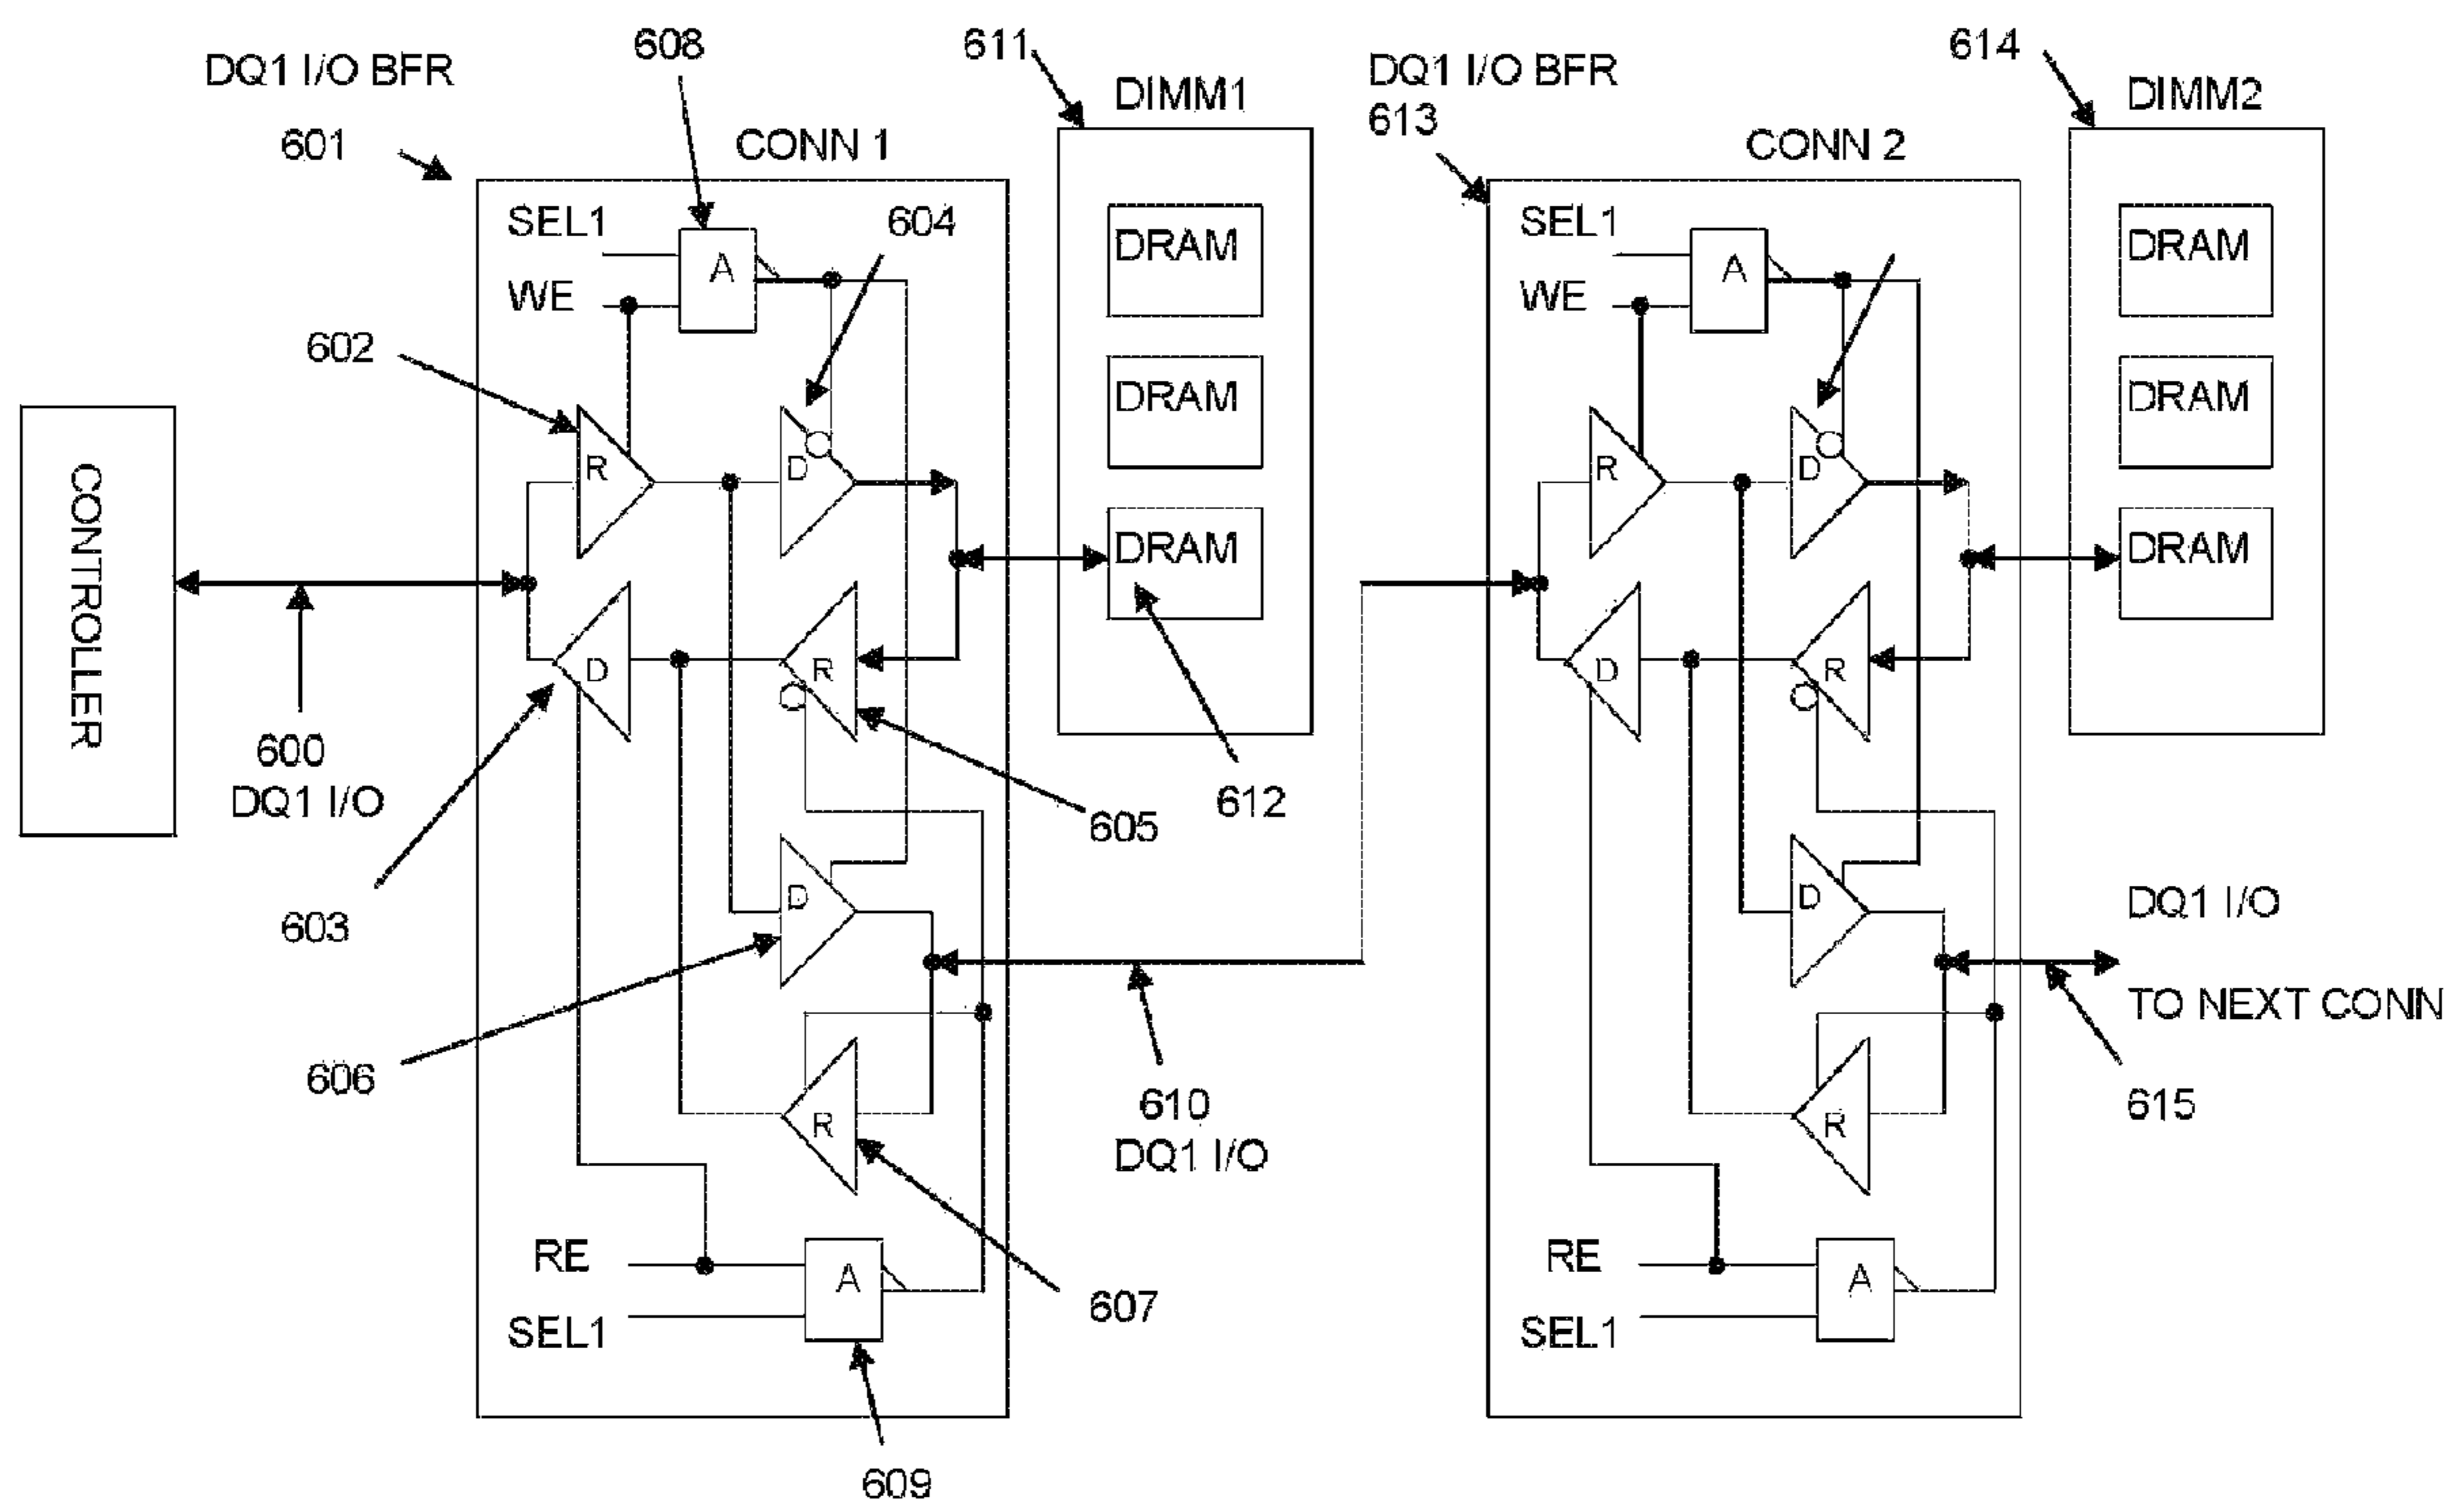 DQ1 I/O BFR
601
608
CONN 1
611
DIMM1
DQ1 I/O BFR
613
CONN 2
614
DIMM2
SEL1
WE
A
604
602
R
D
D
R
603
605
606
D
R
607
RE
SEL1
A
609
CONTROLLER
600
DQ1 I/O
DRAM
DRAM
DRAM
612
610
DQ1 I/O
SEL1
WE
A
R
D
D
R
D
R
RE
SEL1
A
DRAM
DRAM
DRAM
DQ1 I/O
TO NEXT CONN
615